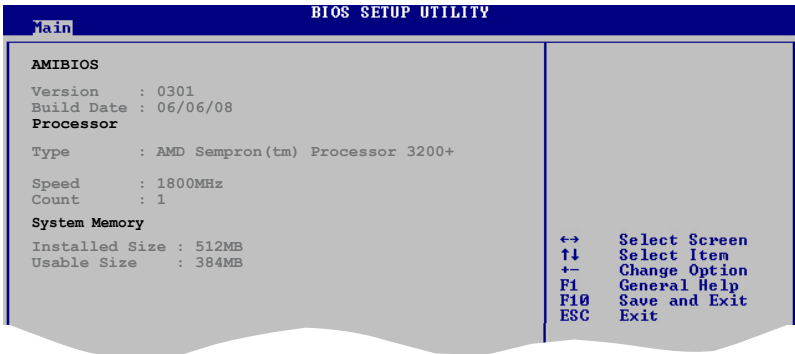 BIOS SETUP UTILITY
Main
AMIBIOS
Version : 0301
Build Date : 06/06/08
Processor
Type : AMD Sempron(tm) Processor 3200+
Speed : 1800MHz
Count : 1
System Memory
Installed Size : 512MB
Usable Size : 384MB
←→ Select Screen
↑↓ Select Item
+- Change Option
F1 General Help
F10 Save and Exit
ESC Exit